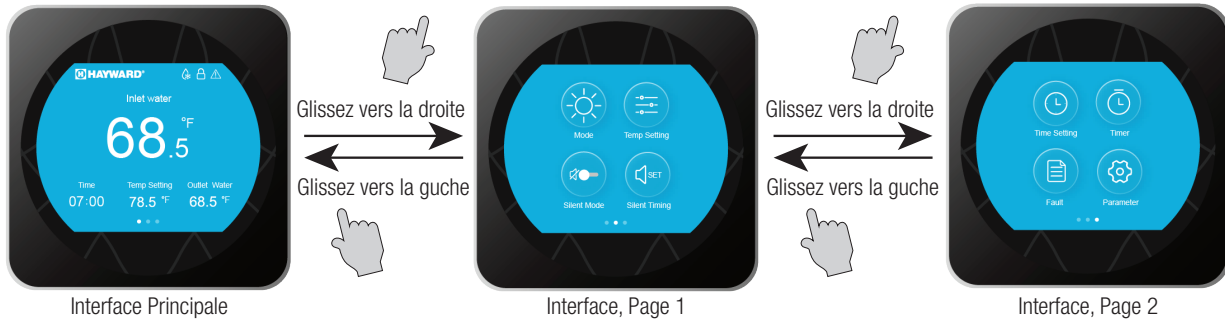 HAYWARD®
Inlet water
68.5 °F
Time Temp Setting Outlet Water
07:00 78.5 °F 68.5 °F
Interface Principale
Glissez vers la droite
Glissez vers la guche
Mode Temp Setting
SET
Silent Mode Silent Timing
Interface, Page 1
Glissez vers la droite
Glissez vers la guche
Time Setting Timer
Fault Parameter
Interface, Page 2